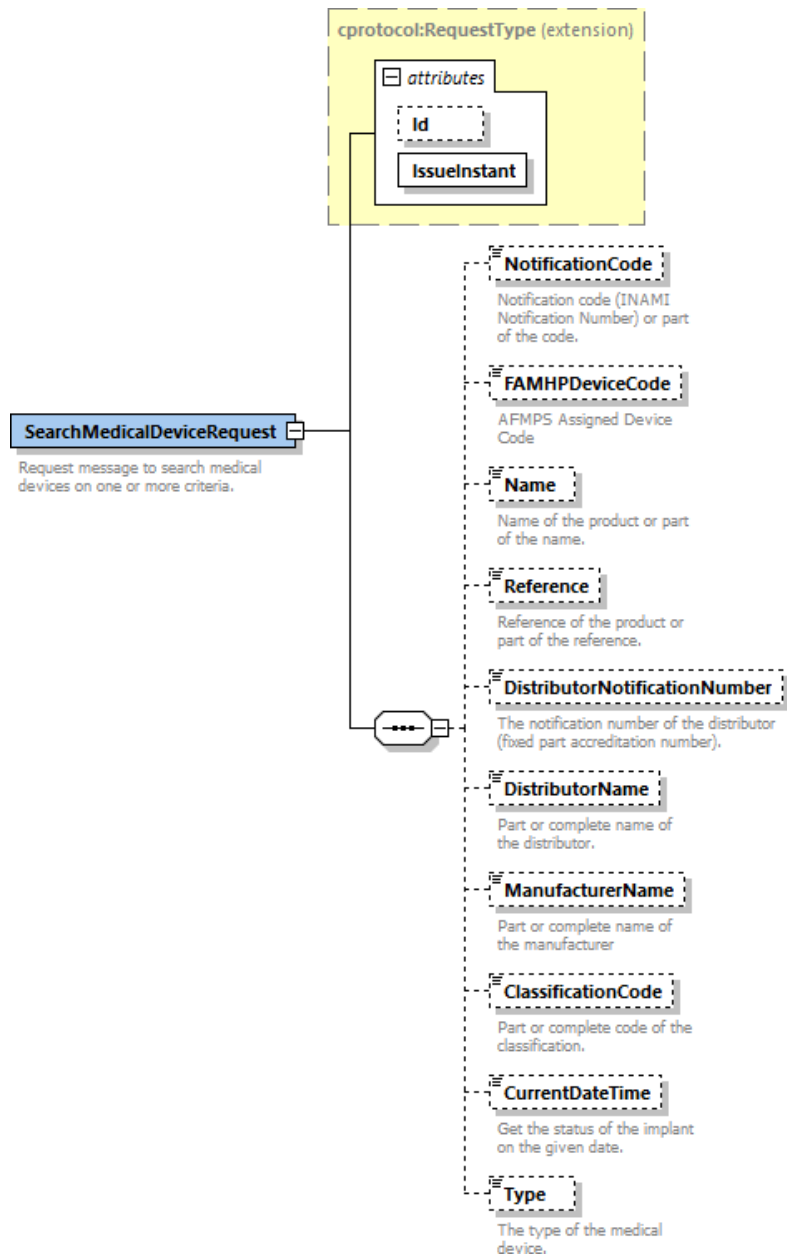 cprotocol:RequestType (extension)
attributes
Id
IssueInstant
NotificationCode
Notification code (INAMI
Notification Number) or part
of the code.
FAMHPDeviceCode
AFMPS Assigned Device
Code
SearchMedicalDeviceRequest
Request message to search medical
devices on one or more criteria.
Name
Name of the product or part
of the name.
Reference
Reference of the product or
part of the reference.
DistributorNotificationNumber
The notification number of the distributor
(fixed part accreditation number).
DistributorName
Part or complete name of
the distributor.
ManufacturerName
Part or complete name of
the manufacturer
ClassificationCode
Part or complete code of the
classification.
CurrentDateTime
Get the status of the implant
on the given date.
Type
The type of the medical
device.